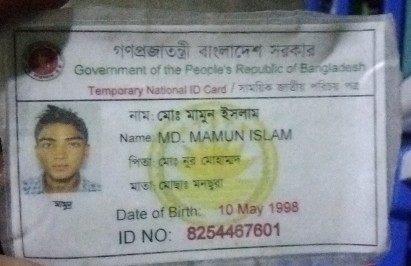 গণপ্রজাতন্ত্রী বাংলাদেশ সরকার
Government of the People's Republic of Bangladesh
Temporary National ID Card / সাময়িক জাতীয় পরিচয় পত্র
নাম: মোঃ মামুন ইসলাম
Name: MD. MAMUN ISLAM
পিতা: মোঃ নুর মোহাম্মদ
মাতা: মোছাঃ মনছুরা
মামুন
Date of Birth: 10 May 1998
ID NO: 8254467601